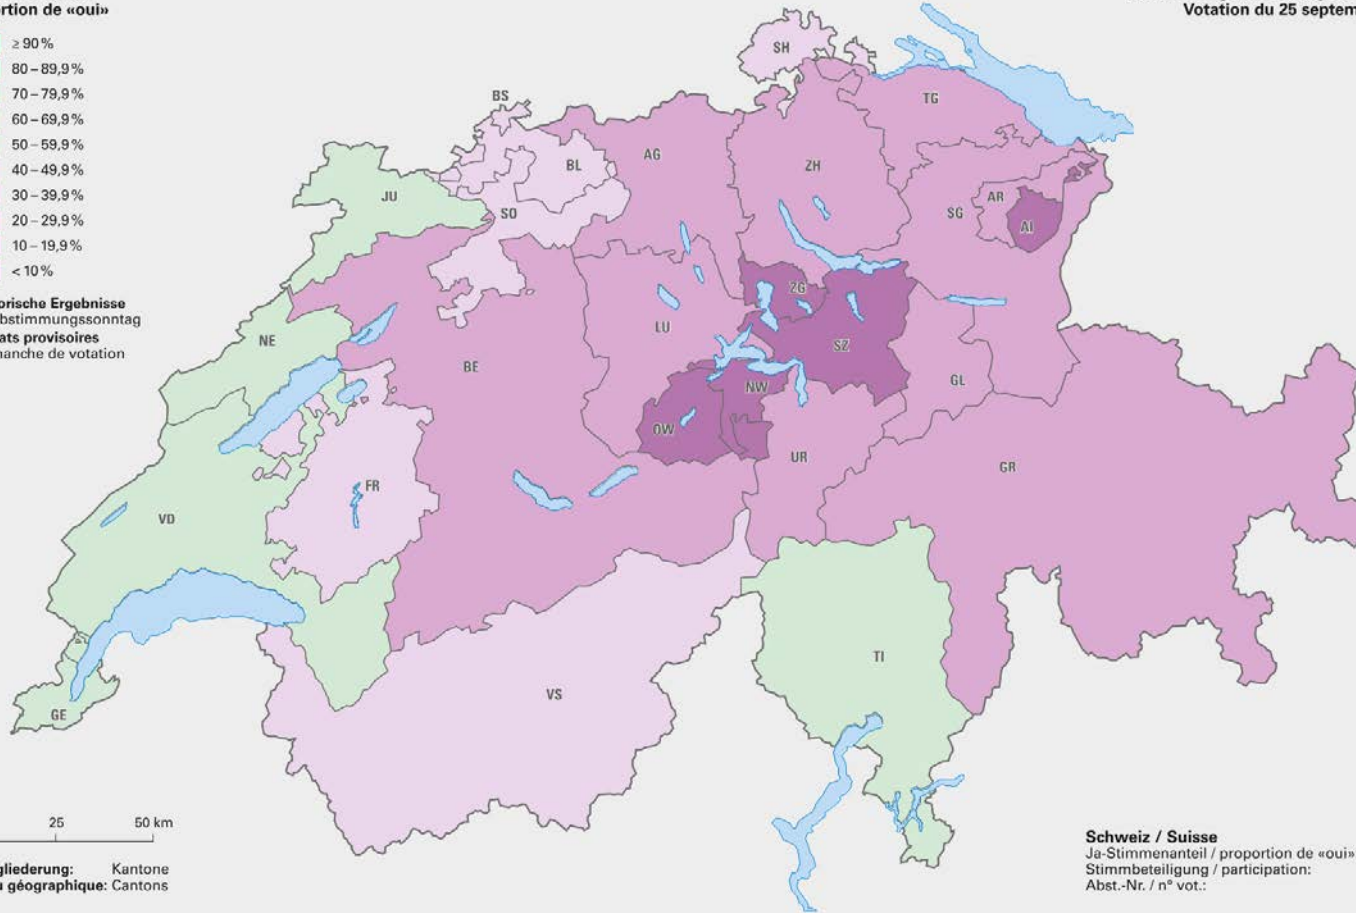 rtion de «oui»
≥ 90 %
80 – 89,9 %
70 – 79,9 %
60 – 69,9 %
50 – 59,9 %
40 – 49,9 %
30 – 39,9 %
20 – 29,9 %
10 – 19,9 %
< 10 %
orische Ergebnisse
bstimmungssonntag
ats provisoires
nanche de votation
Votation du 25 septem
SH
BS
TG
BL
AG
ZH
JU
SO
SG
AR
AI
ZG
NE
LU
SZ
BE
NW
GL
OW
UR
GR
FR
VD
TI
VS
GE
25
50 km
gliederung:
Kantone
u géographique: Cantons
Schweiz / Suisse
Ja-Stimmenanteil / proportion de «oui»
Stimmbeteiligung / participation:
Abst.-Nr. / n° vot.: